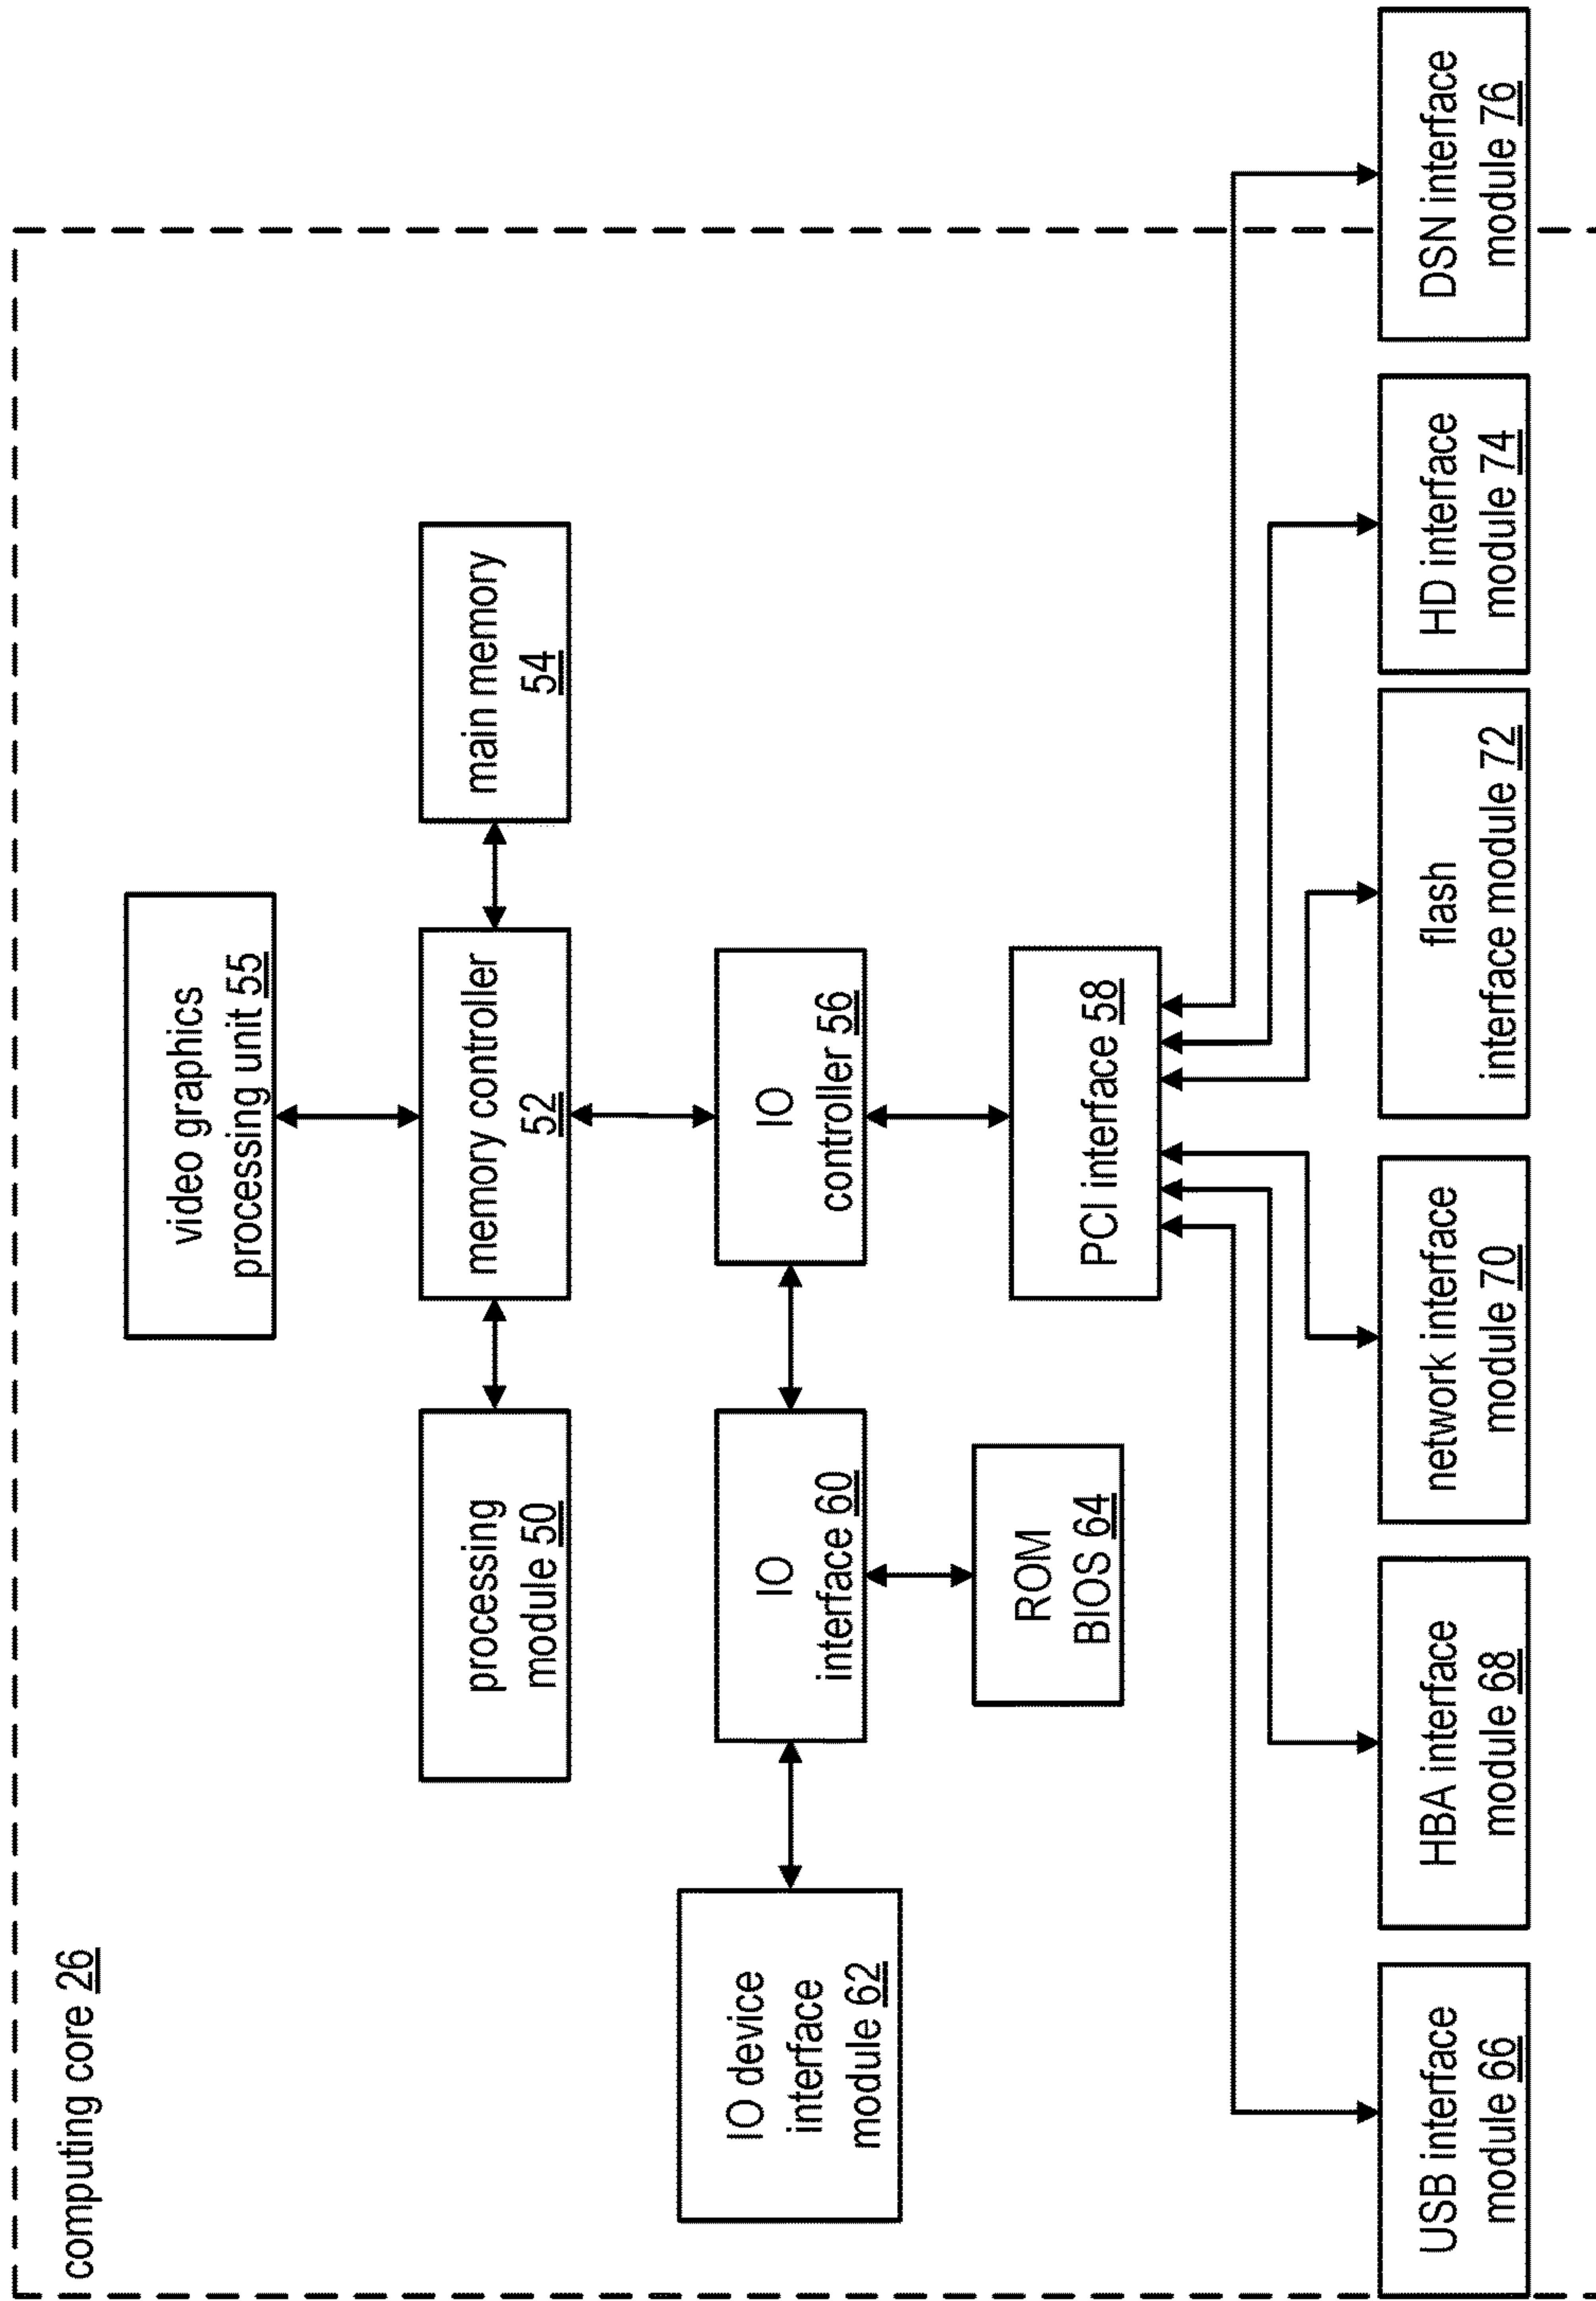 computing core 26
video graphics
processing unit 55
processing
module 50
memory controller
52
main memory
54
IO device
interface
module 62
IO
interface 60
IO
controller 56
ROM
BIOS 64
PCI interface 58
USB interface
module 66
HBA interface
module 68
network interface
module 70
flash
interface module 72
HD interface
module 74
DSN interface
module 76